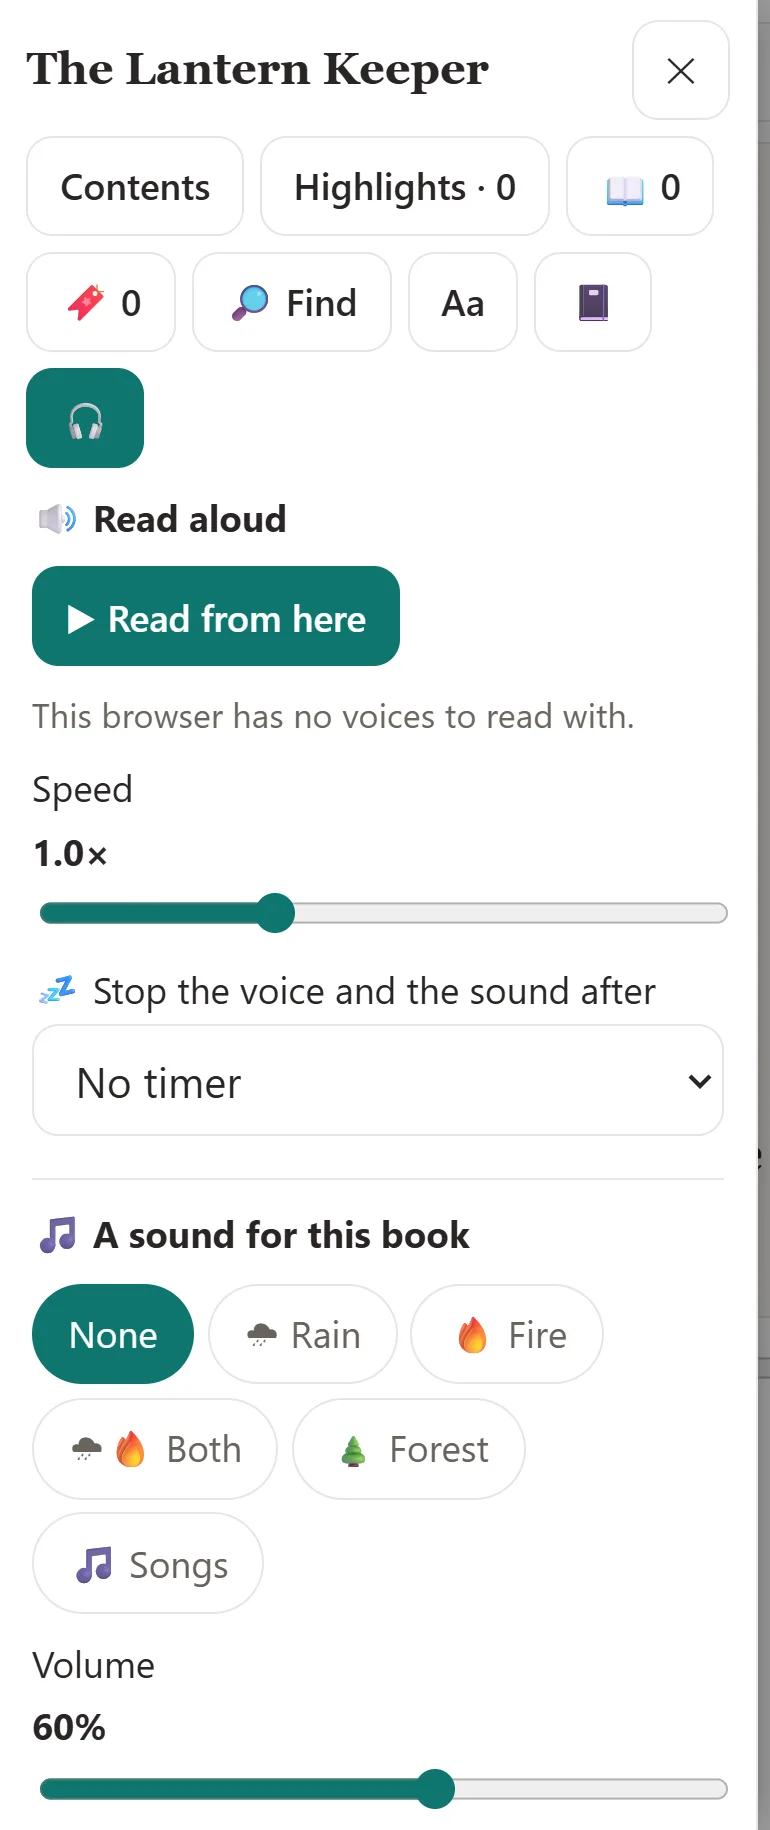 The Lantern Keeper
Contents
Highlights · 0
0
0
Find
Aa
Read aloud
Read from here
This browser has no voices to read with.
Speed
1.0×
Stop the voice and the sound after
No timer
A sound for this book
None
Rain
Fire
Both
Forest
Songs
Volume
60%